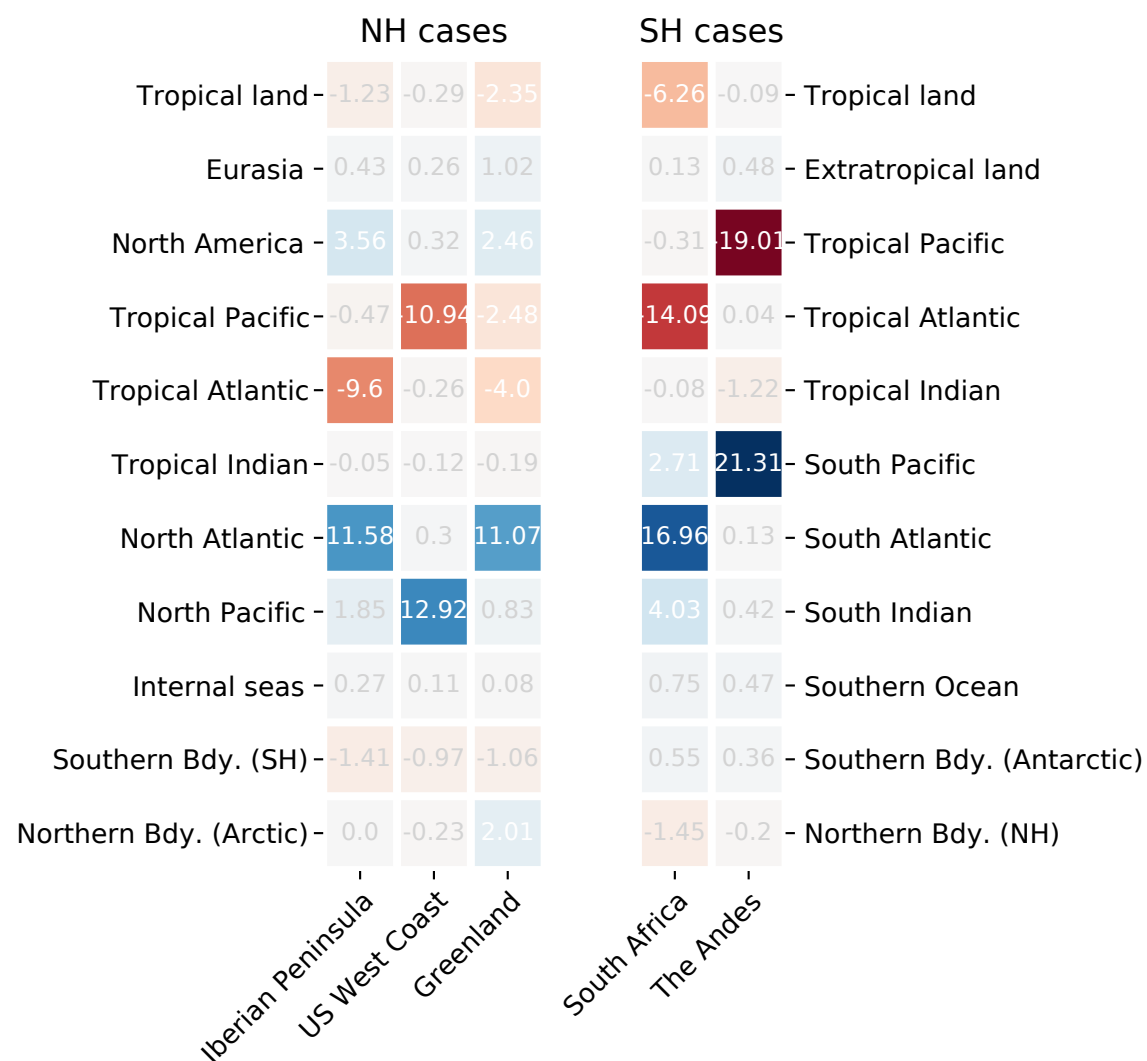 NH cases SH cases
Tropical land -1.23 -0.29 -2.35 -6.26 -0.09 Tropical land
Eurasia 0.43 0.26 1.02 0.13 0.48 Extratropical land
North America 3.56 0.32 2.46 -0.31 -19.01 Tropical Pacific
Tropical Pacific -0.47 -10.94 -2.48 -14.09 0.04 Tropical Atlantic
Tropical Atlantic -9.6 -0.26 -4.0 -0.08 -1.22 Tropical Indian
Tropical Indian -0.05 -0.12 -0.19 2.71 21.31 South Pacific
North Atlantic 11.58 0.3 11.07 16.96 0.13 South Atlantic
North Pacific 1.85 12.92 0.83 4.03 0.42 South Indian
Internal seas 0.27 0.11 0.08 0.75 0.47 Southern Ocean
Southern Bdy. (SH) -1.41 -0.97 -1.06 0.55 0.36 Southern Bdy. (Antarctic)
Northern Bdy. (Arctic) 0.0 -0.23 2.01 -1.45 -0.2 Northern Bdy. (NH)
Iberian Peninsula
US West Coast
Greenland
South Africa
The Andes